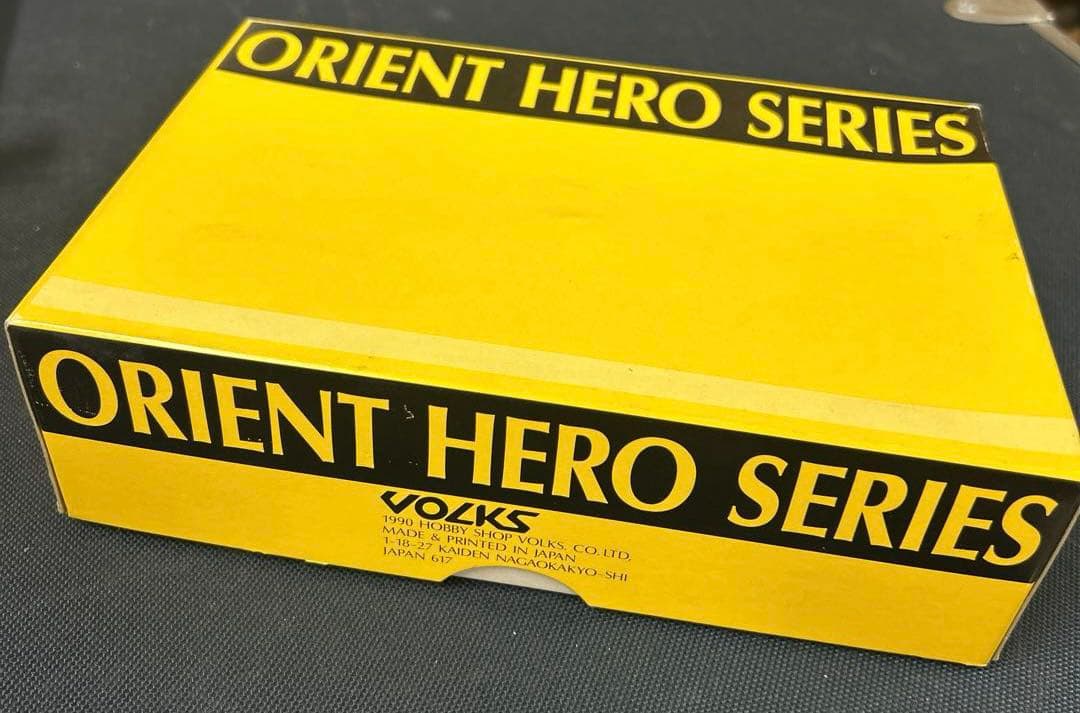 ORIENT HERO SERIES
ORIENT HERO SERIES
VOLKS
1990 HOBBY SHOP VOLKS, CO.LTD,
MADE & PRINTED IN JAPAN
1-18-27 KAIDEN NAGAOKAKYO-SHI
JAPAN 617